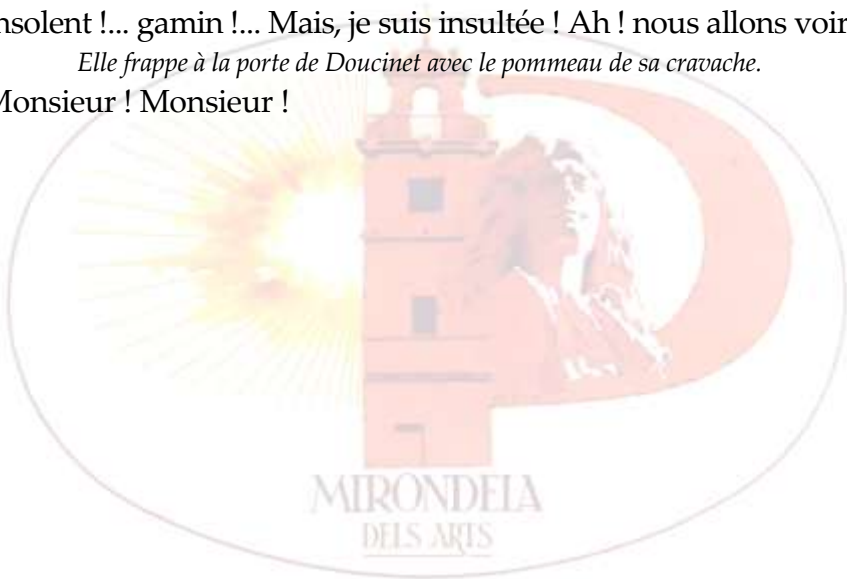 nsolent !... gamin !... Mais, je suis insultée ! Ah ! nous allons voir
Elle frappe à la porte de Doucinet avec le pommeau de sa cravache.
Monsieur ! Monsieur !
MIRONDELA
DELS ARTS